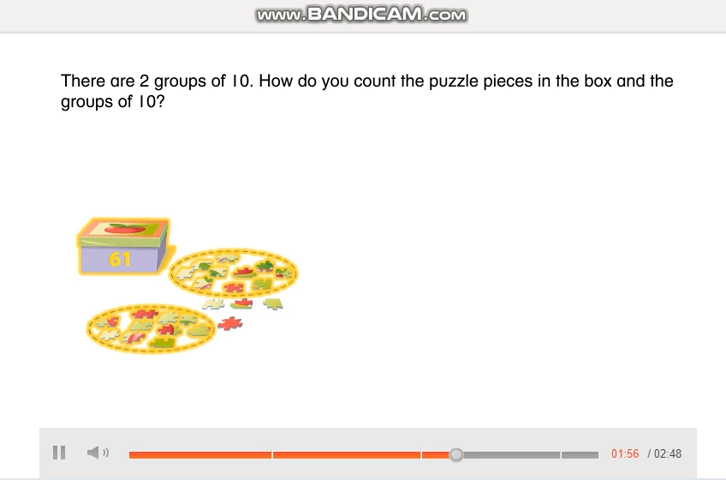 www.BANDICAM.com
There are 2 groups of 10. How do you count the puzzle pieces in the box and the
groups of 10?
61
01:56 / 02:48